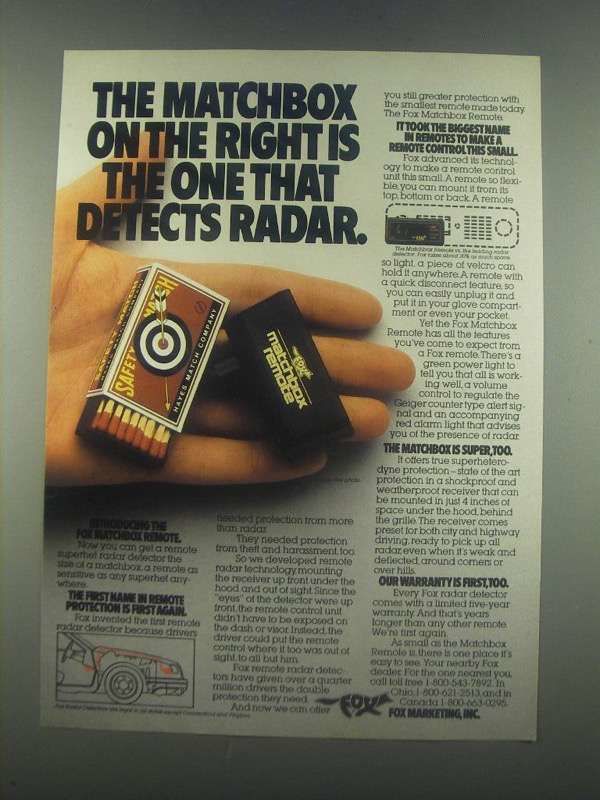 THE MATCHBOX
ON THE RIGHT IS
THE ONE THAT
DETECTS RADAR.
SAFETY MATCH
HAYES MATCH COMPANY
FOX
matchbox
remote
INTRODUCING THE
FOX MATCHBOX REMOTE.
Now you can get a remote
superhet radar detector the
size of a matchbox, a remote as
sensitive as any superhet any-
where.
THE FIRST NAME IN REMOTE
PROTECTION IS FIRST AGAIN.
Fox invented the first remote
radar detector because drivers
needed protection from more
than radar.
They needed protection
from theft and harassment, too.
So we developed remote
radar technology, mounting
the receiver up front under the
hood, and out of sight. Since the
"eyes" of the detector were up
front, the remote control unit
didn't have to be exposed on
the dash or visor. Instead, the
driver could put the remote
control where it too was out of
sight, to all but him.
Fox remote radar detec-
tors have given over a quarter
million drivers the double
protection they need.
And now we can offer
you still greater protection with
the smallest remote made today.
The Fox Matchbox Remote.
IT TOOK THE BIGGEST NAME
IN REMOTES TO MAKE A
REMOTE CONTROL THIS SMALL.
Fox advanced its technol-
ogy to make a remote control
unit this small. A remote so flexi-
ble, you can mount it from its
top, bottom or back. A remote
The Matchbox Remote vs. the leading radar
detector. Fox takes about 30% as much space.
so light, a piece of velcro can
hold it anywhere. A remote with
a quick disconnect feature, so
you can easily unplug it and
put it in your glove compart-
ment or even your pocket.
Yet the Fox Matchbox
Remote has all the features
you've come to expect from
a Fox remote. There's a
green power light to
tell you that all is work-
ing well, a volume
control to regulate the
Geiger counter type alert sig-
nal and an accompanying
red alarm light that advises
you of the presence of radar.
THE MATCHBOX IS SUPER, TOO.
It offers true superhetero-
dyne protection–state of the art
protection in a shockproof and
weatherproof receiver that can
be mounted in just 4 inches of
space under the hood, behind
the grille. The receiver comes
preset for both city and highway
driving, ready to pick up all
radar, even when it's weak and
deflected, around corners or
over hills.
OUR WARRANTY IS FIRST, TOO.
Every Fox radar detector
comes with a limited five-year
warranty. And that's years
longer than any other remote.
We're first again.
As small as the Matchbox
Remote is, there is one place it's
easy to see. Your nearby Fox
dealer. For the one nearest you,
call toll free 1-800-543-7892. In
Ohio, 1-800-621-2513, and in
Canada 1-800-663-0295.
FOX
FOX MARKETING, INC.